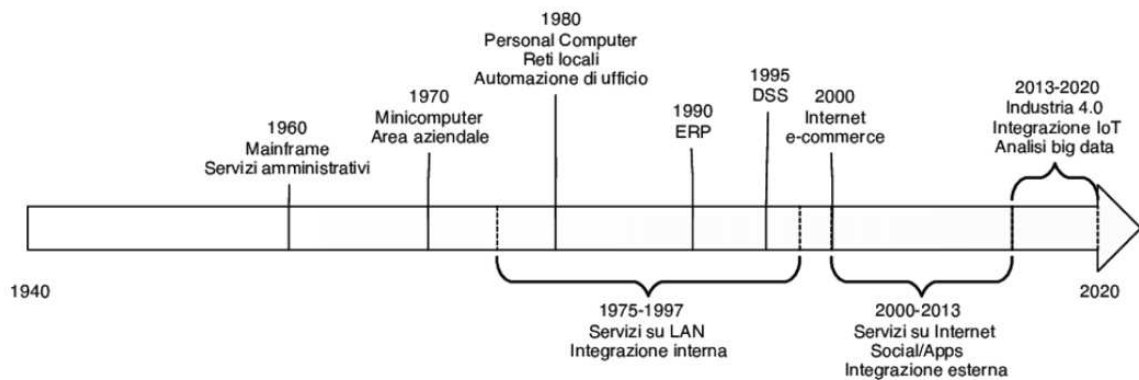 1980
Personal Computer
Reti locali
Automazione di ufficio
1970
Minicomputer
Area aziendale
1960
Mainframe
Servizi amministrativi
1990
ERP
1995
DSS
2000
Internet
e-commerce
2013-2020
Industria 4.0
Integrazione IoT
Analisi big data
1940
2020
1975-1997
Servizi su LAN
Integrazione interna
2000-2013
Servizi su Internet
Social/Apps
Integrazione esterna